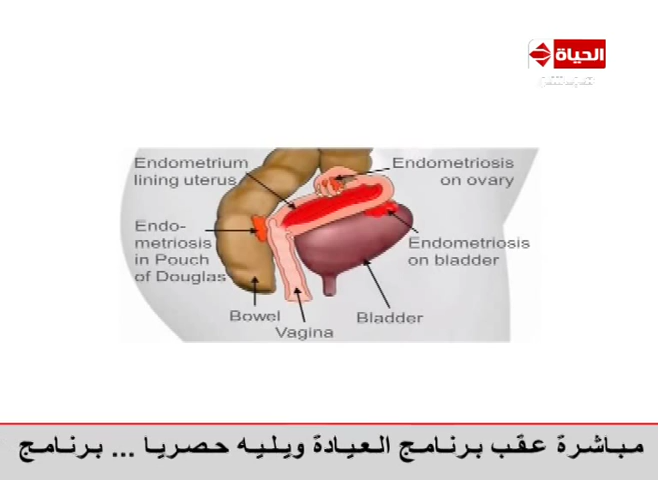 الحياة
Endometrium
lining uterus
Endometriosis
on ovary
Endo-
metriosis
in Pouch
of Douglas
Endometriosis
on bladder
Bowel
Vagina
Bladder
مباشرة عقب برنامج العيادة ويليه حصريا ... برنامج